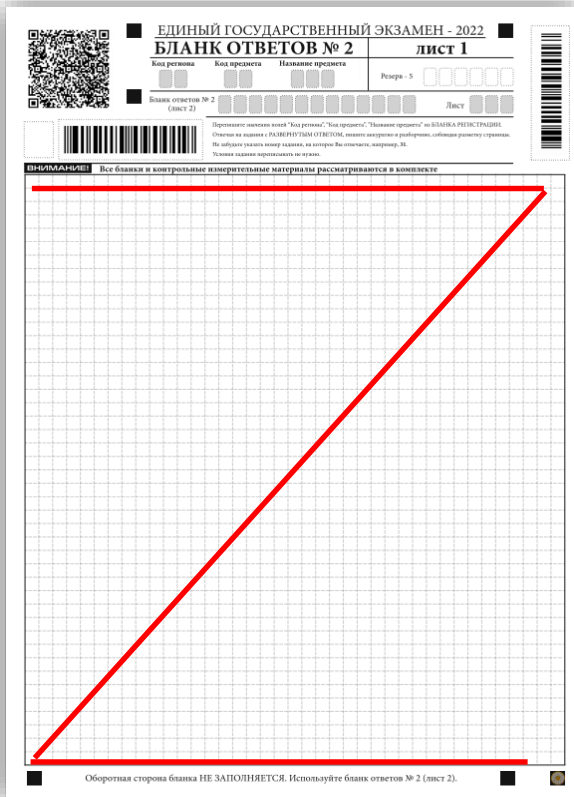 ЕДИНЫЙ ГОСУДАРСТВЕННЫЙ ЭКЗАМЕН - 2022
БЛАНК ОТВЕТОВ № 2
лист 1
Код региона
Код предмета
Название предмета
Резерв - 5
Бланк ответов № 2
(лист 2)
Лист
Перепишите значения полей "Код региона", "Код предмета", "Название предмета" из БЛАНКА РЕГИСТРАЦИИ.
Отвечая на задания с РАЗВЕРНУТЫМ ОТВЕТОМ, пишите аккуратно и разборчиво, соблюдая разметку страницы.
Не забудьте указать номер задания, на которое Вы отвечаете, например, 31.
Условия задания переписывать не нужно.
ВНИМАНИЕ!
Все бланки и контрольные измерительные материалы рассматриваются в комплекте
Оборотная сторона бланка НЕ ЗАПОЛНЯЕТСЯ. Используйте бланк ответов № 2 (лист 2).